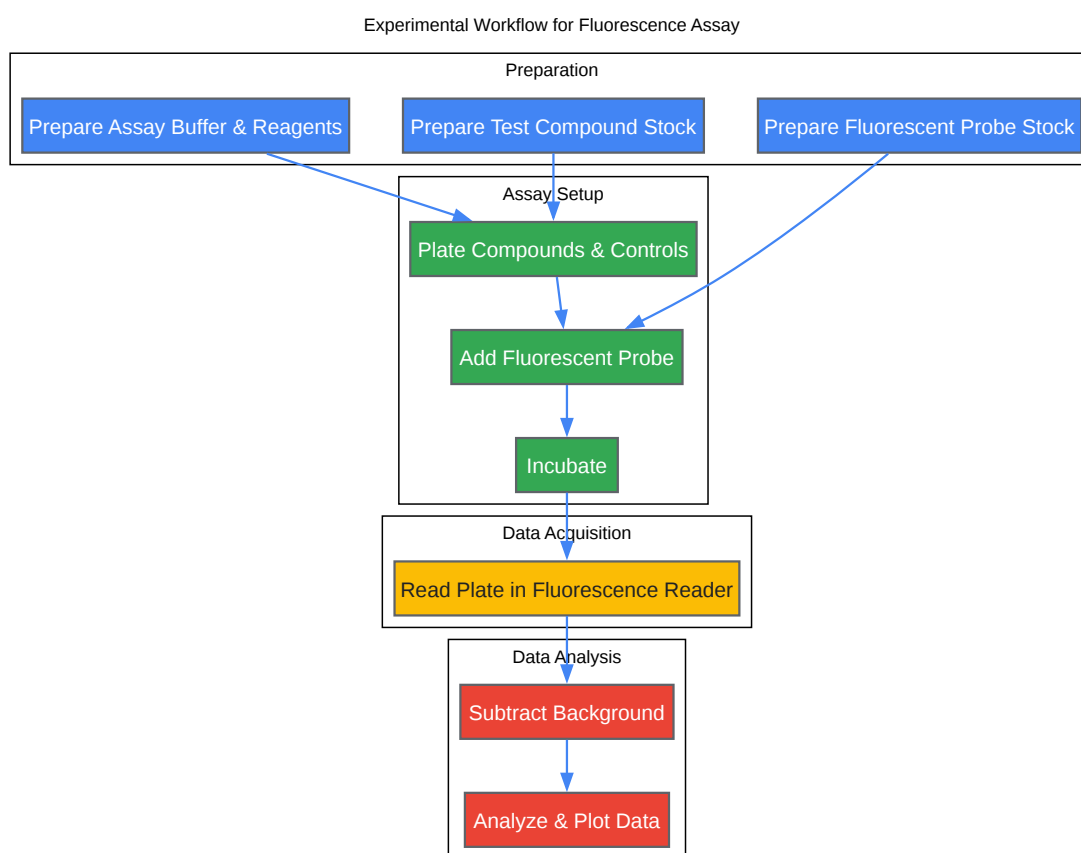 Experimental Workflow for Fluorescence Assay
Preparation
Prepare Assay Buffer & Reagents
Prepare Test Compound Stock
Prepare Fluorescent Probe Stock
Assay Setup
Plate Compounds & Controls
Add Fluorescent Probe
Incubate
Data Acquisition
Read Plate in Fluorescence Reader
Data Analysis
Subtract Background
Analyze & Plot Data